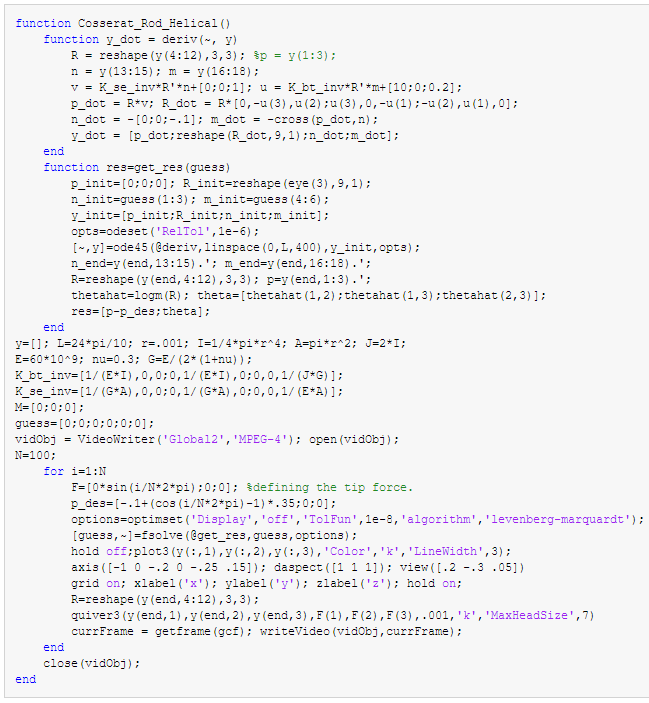 function Cosserat_Rod_Helical()
function y_dot = deriv(~, y)
R = reshape(y(4:12),3,3); %p = y(1:3);
n = y(13:15); m = y(16:18);
v = K_se_inv*R'*n+[0;0;1]; u = K_bt_inv*R'*m+[10;0;0.2];
p_dot = R*v; R_dot = R*[0,-u(3),u(2);u(3),0,-u(1);-u(2),u(1),0];
n_dot = -[0;0;-.1]; m_dot = -cross(p_dot,n);
y_dot = [p_dot;reshape(R_dot,9,1);n_dot;m_dot];
end
function res=get_res(guess)
p_init=[0;0;0]; R_init=reshape(eye(3),9,1);
n_init=guess(1:3); m_init=guess(4:6);
y_init=[p_init;R_init;n_init;m_init];
opts=odeset('RelTol',1e-6);
[~,y]=ode45(@deriv,linspace(0,L,400),y_init,opts);
n_end=y(end,13:15).'; m_end=y(end,16:18).';
R=reshape(y(end,4:12),3,3); p=y(end,1:3).';
thetahat=logm(R); theta=[thetahat(1,2);thetahat(1,3);thetahat(2,3)];
res=[p-p_des;theta];
end
y=[]; L=24*pi/10; r=.001; I=1/4*pi*r^4; A=pi*r^2; J=2*I;
E=60*10^9; nu=0.3; G=E/(2*(1+nu));
K_bt_inv=[1/(E*I),0,0;0,1/(E*I),0;0,0,1/(J*G)];
K_se_inv=[1/(G*A),0,0;0,1/(G*A),0;0,0,1/(E*A)];
M=[0;0;0];
guess=[0;0;0;0;0;0];
vidObj = VideoWriter('Global2','MPEG-4'); open(vidObj);
N=100;
for i=1:N
F=[0*sin(i/N*2*pi);0;0]; %defining the tip force.
p_des=[-.1+(cos(i/N*2*pi)-1)*.35;0;0];
options=optimset('Display','off','TolFun',1e-8,'algorithm','levenberg-marquardt');
[guess,~]=fsolve(@get_res,guess,options);
hold off;plot3(y(:,1),y(:,2),y(:,3),'Color','k','LineWidth',3);
axis([-1 0 -.2 0 -.25 .15]); daspect([1 1 1]); view([.2 -.3 .05])
grid on; xlabel('x'); ylabel('y'); zlabel('z'); hold on;
R=reshape(y(end,4:12),3,3);
quiver3(y(end,1),y(end,2),y(end,3),F(1),F(2),F(3),.001,'k','MaxHeadSize',7)
currFrame = getframe(gcf); writeVideo(vidObj,currFrame);
end
close(vidObj);
end